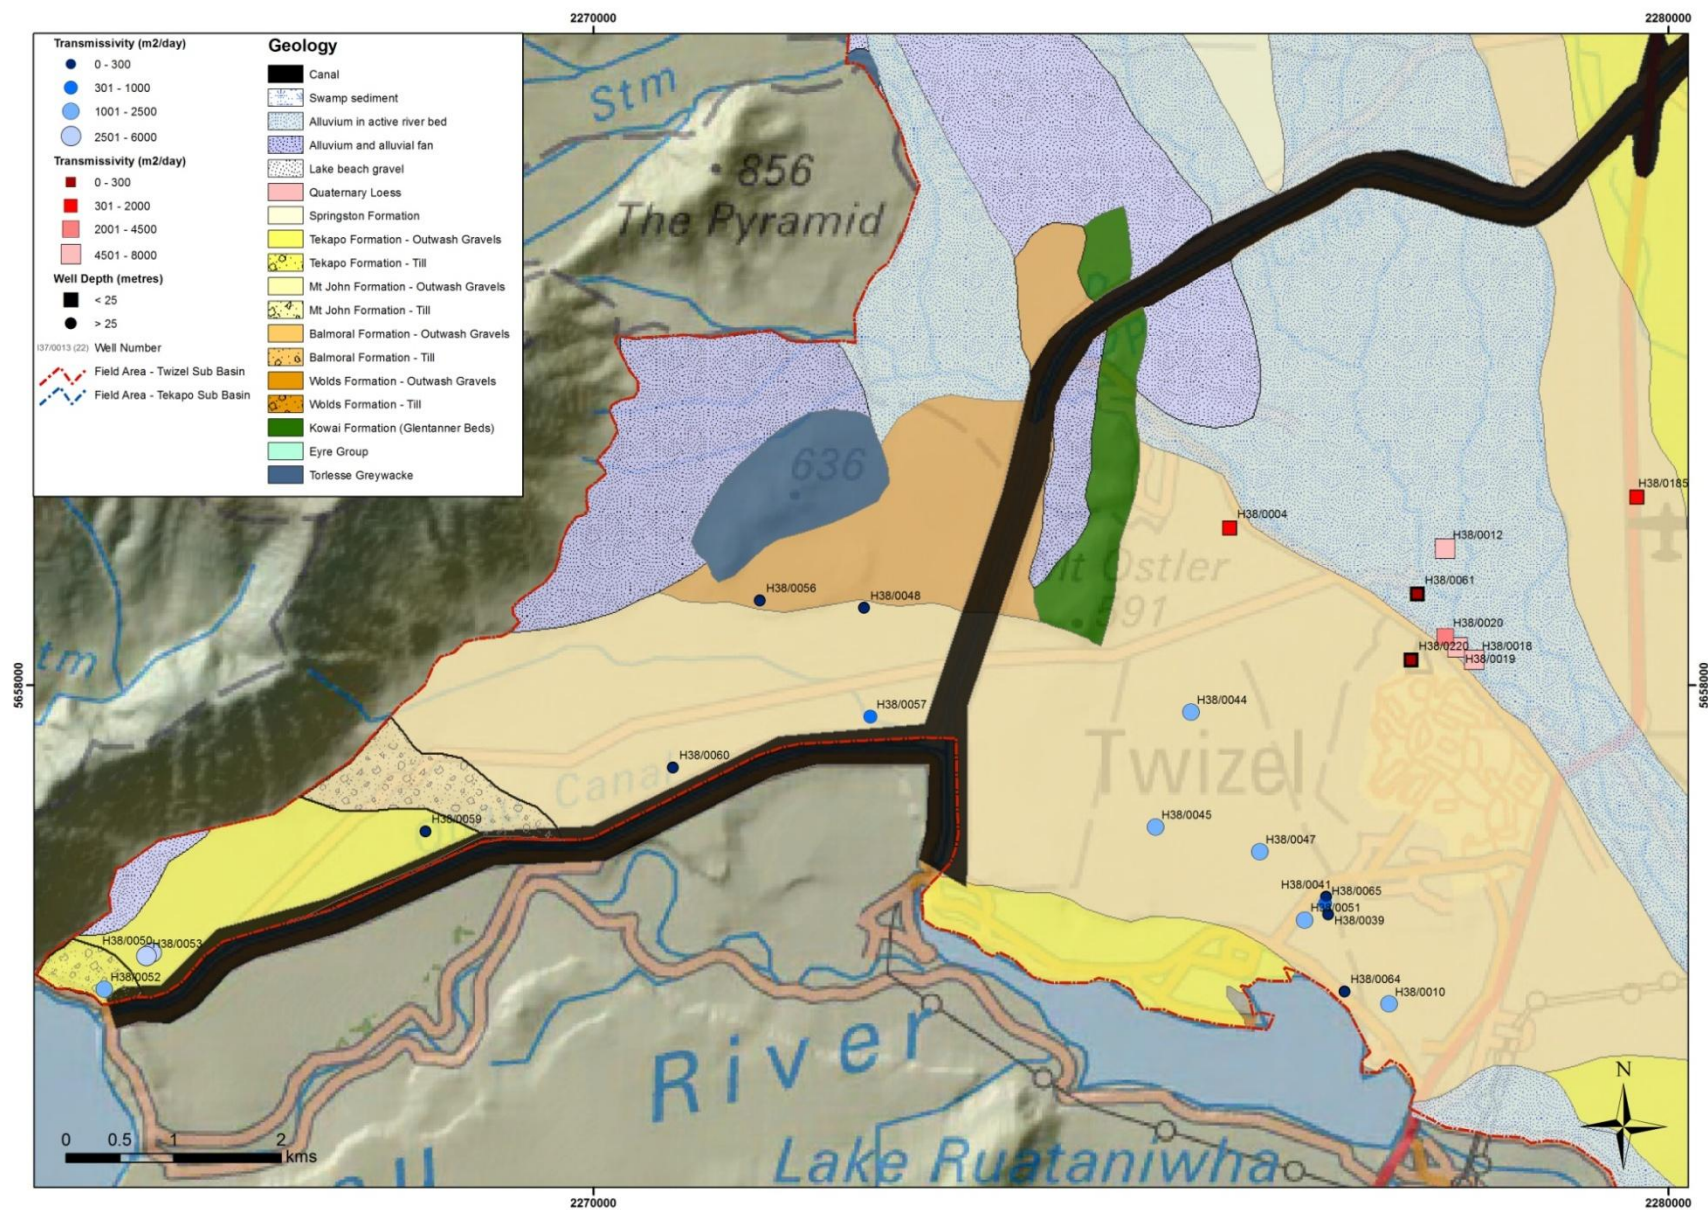 2270000
2280000
Transmissivity (m2/day)
0 - 300
301 - 1000
1001 - 2500
2501 - 6000
Transmissivity (m2/day)
0 - 300
301 - 2000
2001 - 4500
4501 - 8000
Well Depth (metres)
< 25
> 25
I37/0013 (22) Well Number
Field Area - Twizel Sub Basin
Field Area - Tekapo Sub Basin
Geology
Canal
Swamp sediment
Alluvium in active river bed
Alluvium and alluvial fan
Lake beach gravel
Quaternary Loess
Springston Formation
Tekapo Formation - Outwash Gravels
Tekapo Formation - Till
Mt John Formation - Outwash Gravels
Mt John Formation - Till
Balmoral Formation - Outwash Gravels
Balmoral Formation - Till
Wolds Formation - Outwash Gravels
Wolds Formation - Till
Kowai Formation (Glentanner Beds)
Eyre Group
Torlesse Greywacke
Stm
856
The Pyramid
636
H38/0185
H38/0004
H38/0012
H38/0061
Ostler
591
H38/0056
H38/0048
H38/0020
H38/0018
H38/0220
H38/0019
tm
5658000
5658000
H38/0057
H38/0044
Twizel
H38/0060
Canal
H38/0059
H38/0045
H38/0047
H38/0041
H38/0065
H38/0051
H38/0039
H38/0050
H38/0053
H38/0052
H38/0064
H38/0010
River
N
0 0.5 1 2
kms
Lake Ruataniwha
au
2270000
2280000